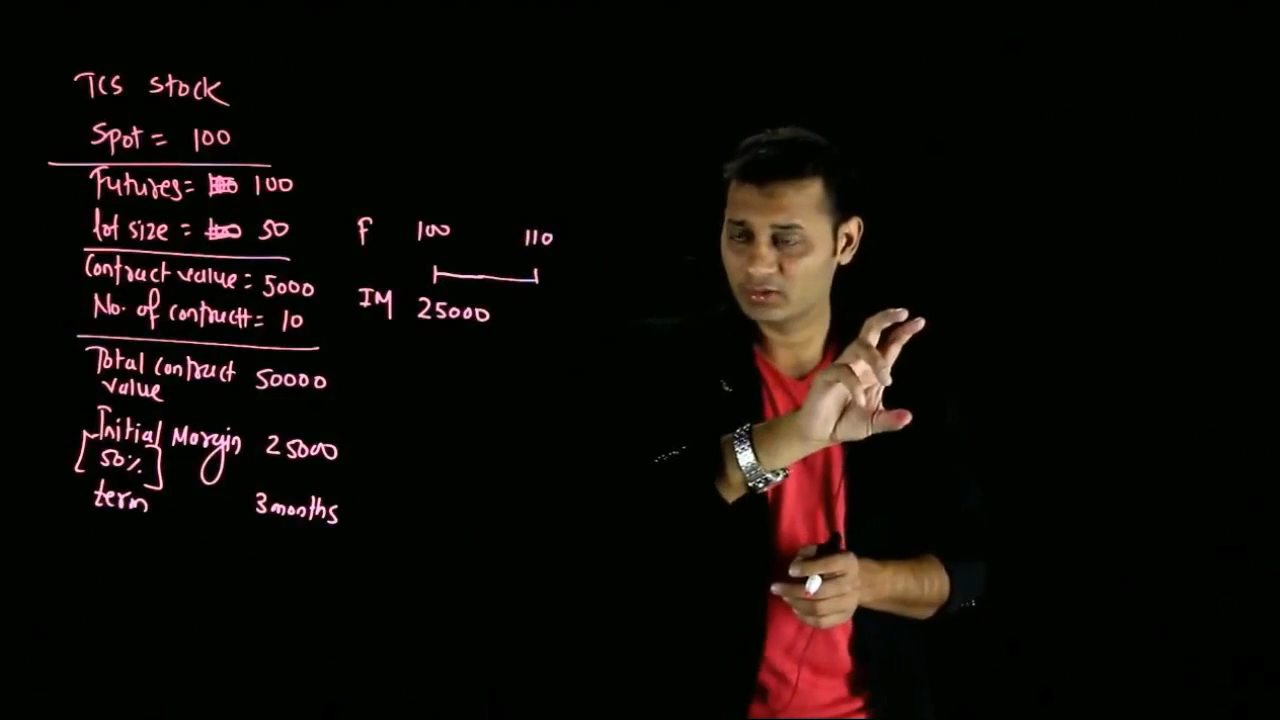 TCS stock
Spot = 100
Futures = 100
lot size = 50
Contract value = 5000
No. of contract = 10
Total contract value 50000
Initial Margin 25000
[50%]
term 3 months
F 100 110
IM 25000